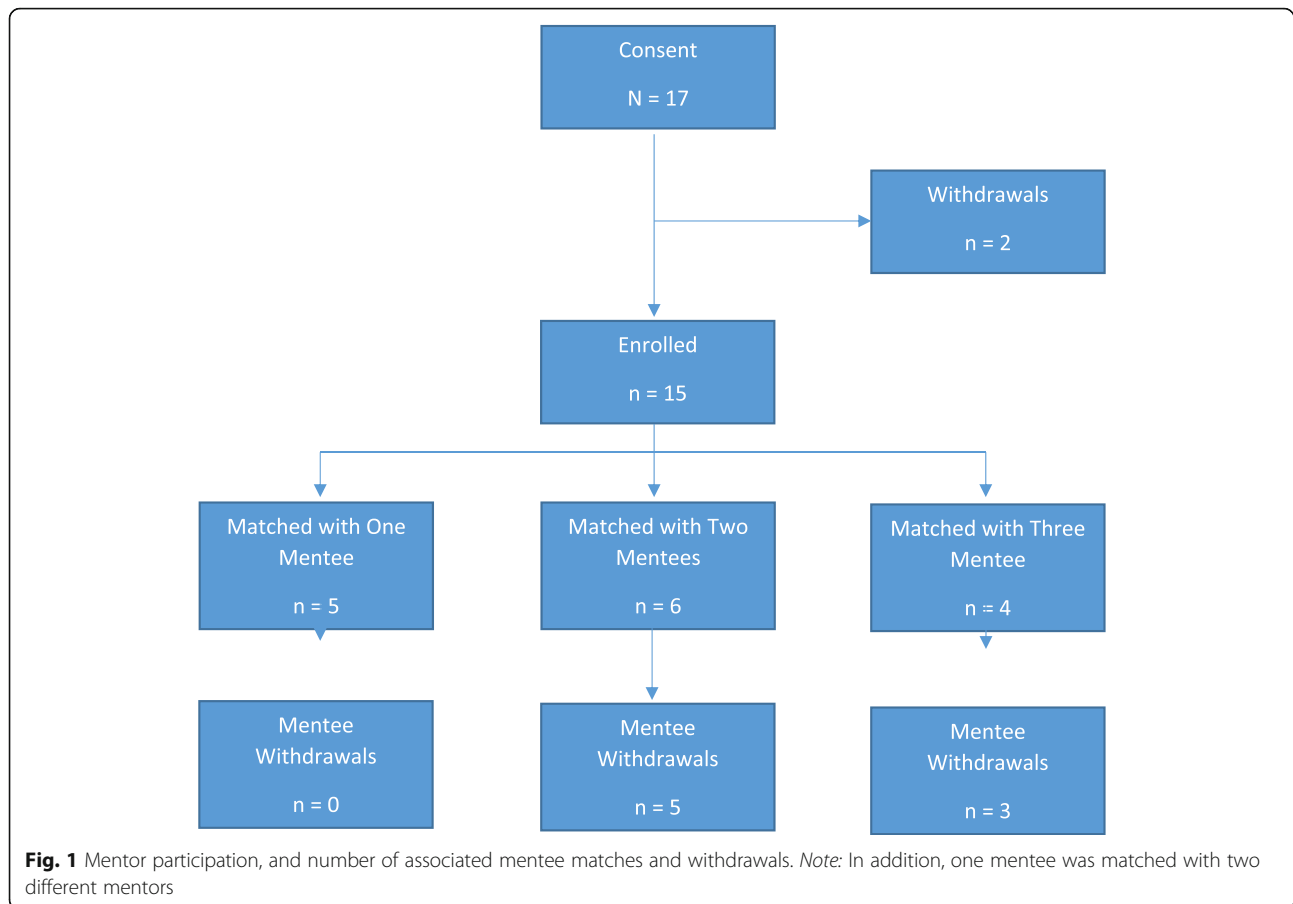 Consent
N = 17
Withdrawals
n = 2
Enrolled
n = 15
Matched with One
Mentee
n = 5
Matched with Two
Mentees
n = 6
Matched with Three
Mentee
n = 4
Mentee
Withdrawals
n = 0
Mentee
Withdrawals
n = 5
Mentee
Withdrawals
n = 3
Fig. 1 Mentor participation, and number of associated mentee matches and withdrawals. Note: In addition, one mentee was matched with two
different mentors